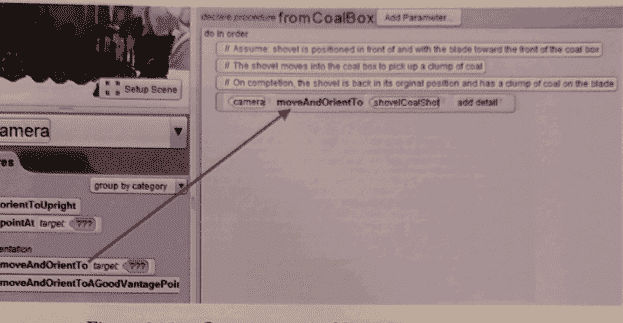 declare procedure fromCoalBox Add Parameter...
do in order
// Assume: shovel is positioned in front of and with the blade toward the front of the coal box
// The shovel moves into the coal box to pick up a clump of coal
// On completion, the shovel is back in its orginal position and has a clump of coal on the blade
camera moveAndOrientTo shovelCoalShot add detail
Setup Scene
amera
res
group by category
orientToUpright
pointAt target: ???
entation
moveAndOrientTo target: ???
moveAndOrientToAGoodVantagePoi